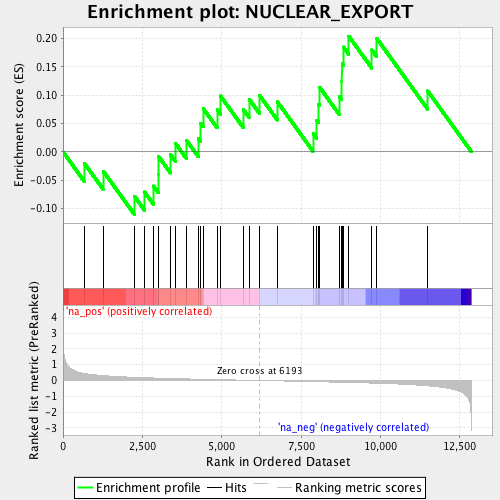 Enrichment plot: NUCLEAR_EXPORT
Enrichment score (ES)
0.20
0.15
0.10
0.05
0.00
-0.05
-0.10
'na_pos' (positively correlated)
Ranked list metric (PreRanked)
4
3
2
1
0
-1
-2
-3
Zero cross at 6193
'na_neg' (negatively correlated)
0 2,500 5,000 7,500 10,000 12,500
Rank in Ordered Dataset
Enrichment profile Hits Ranking metric scores